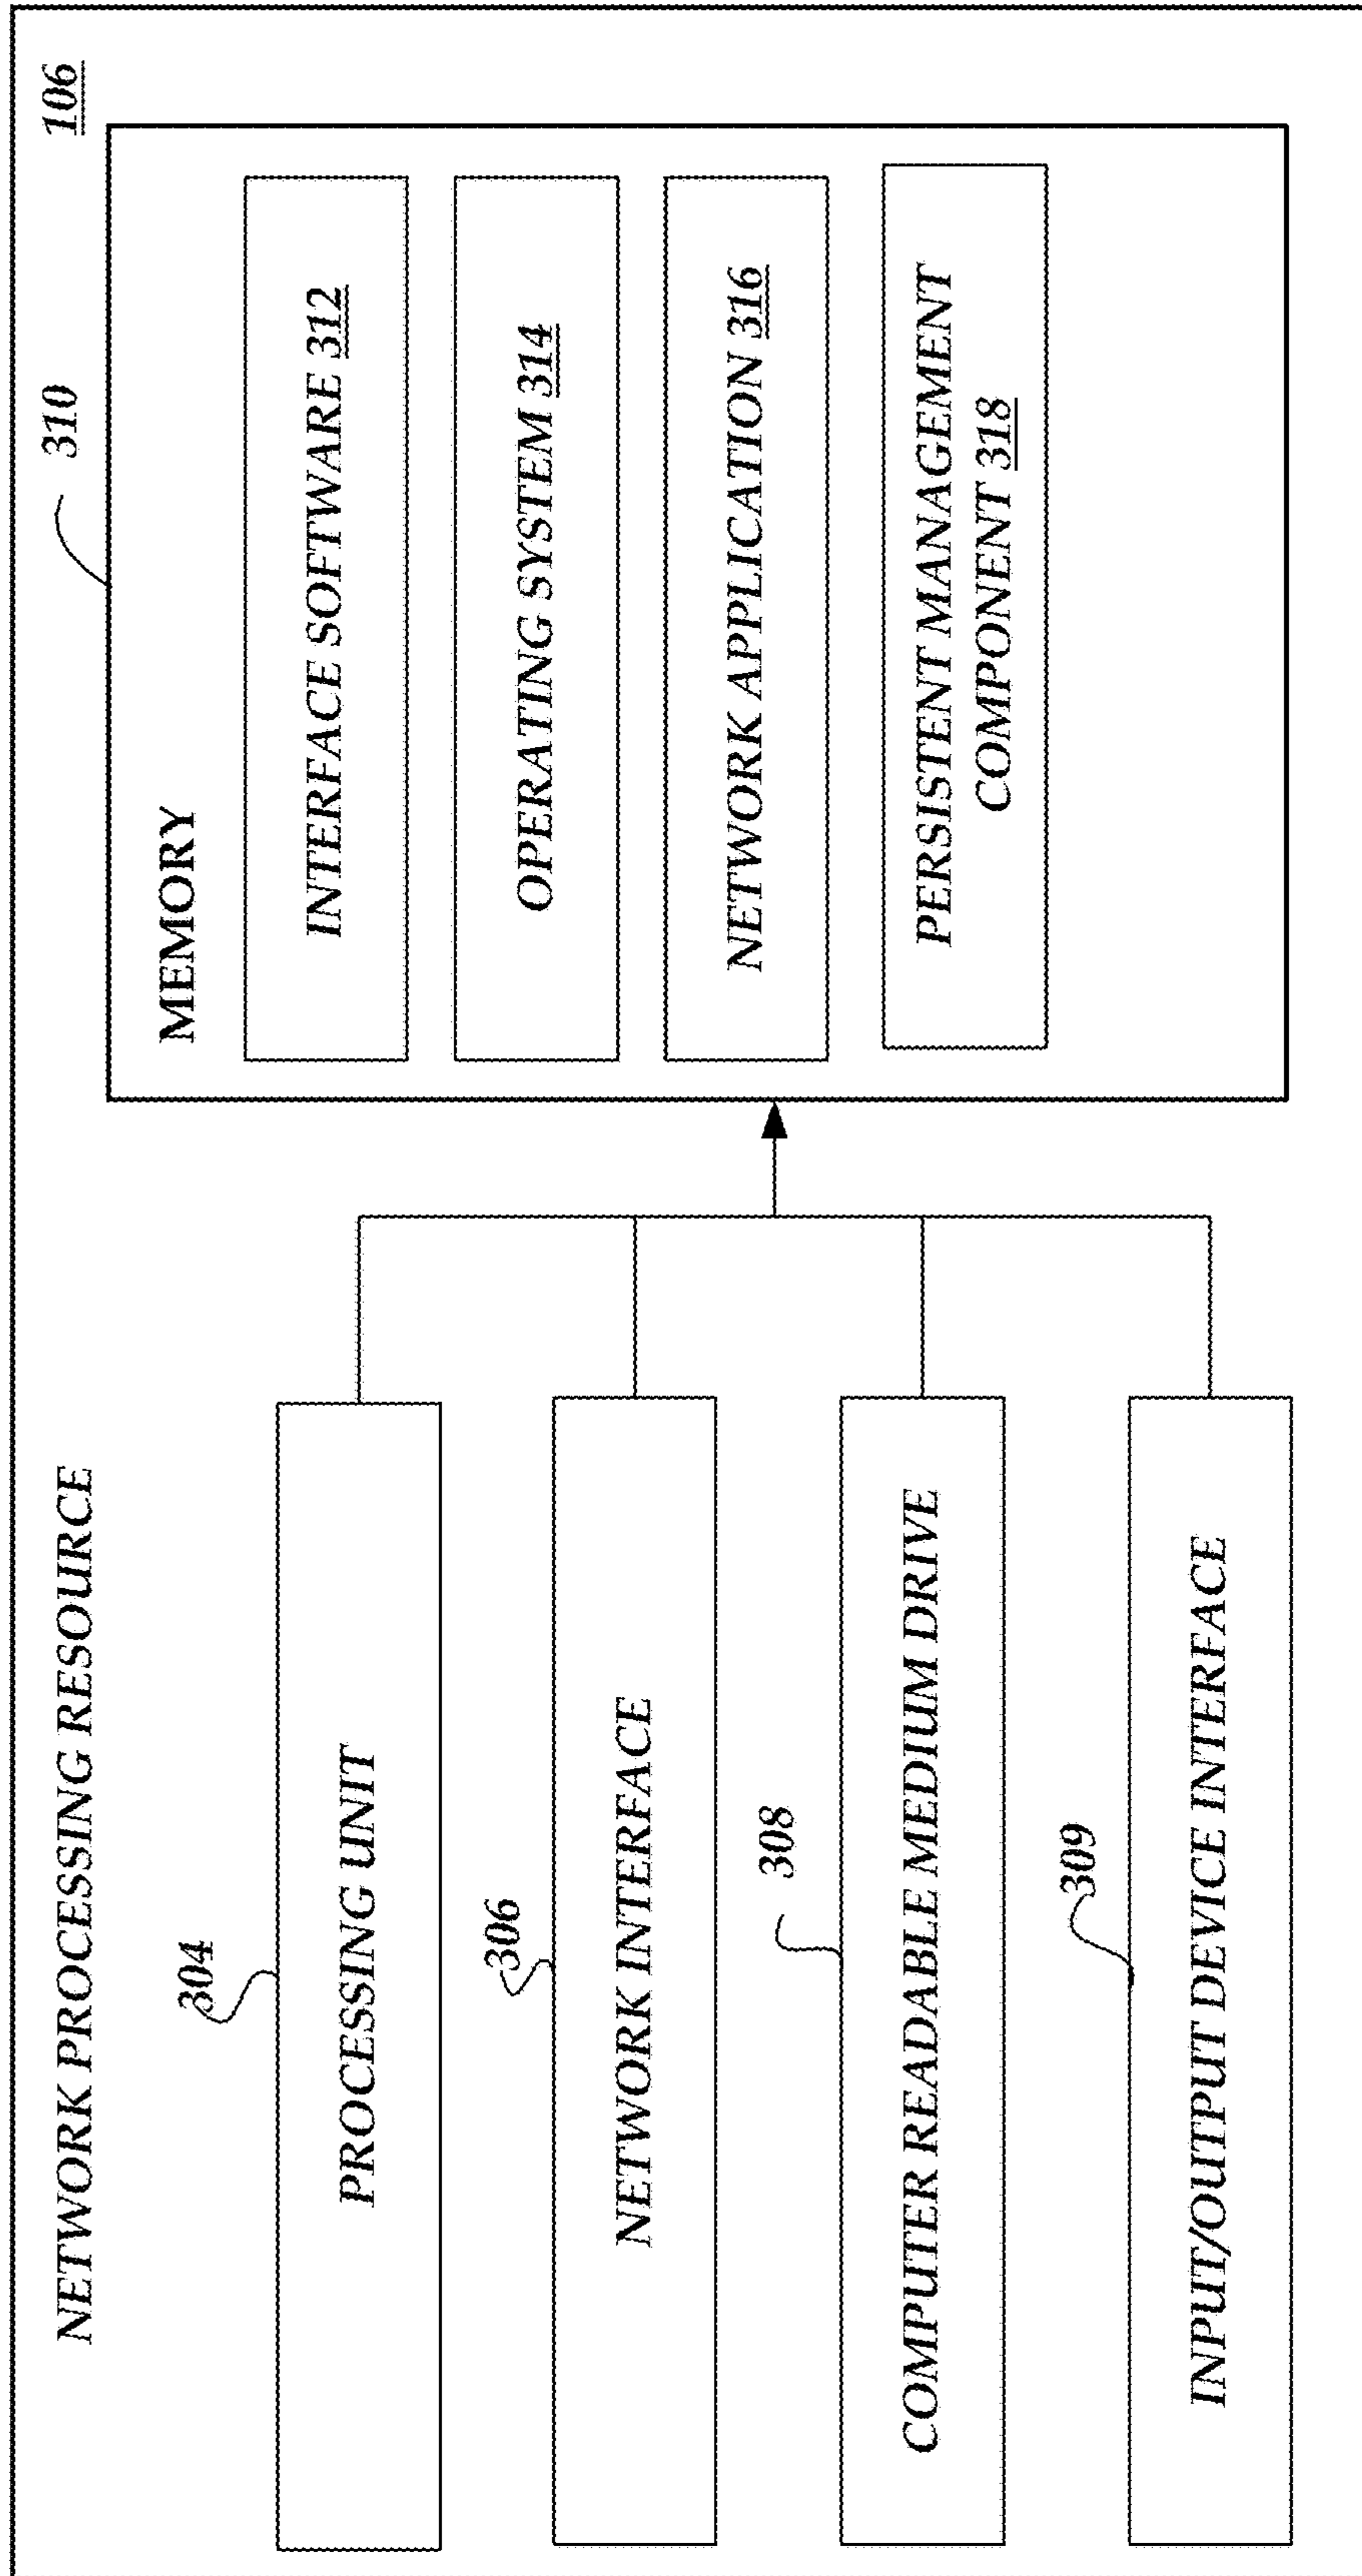 NETWORK PROCESSING RESOURCE
106
304
PROCESSING UNIT
306
NETWORK INTERFACE
308
COMPUTER READABLE MEDIUM DRIVE
309
INPUT/OUTPUT DEVICE INTERFACE
310
MEMORY
INTERFACE SOFTWARE 312
OPERATING SYSTEM 314
NETWORK APPLICATION 316
PERSISTENT MANAGEMENT
COMPONENT 318